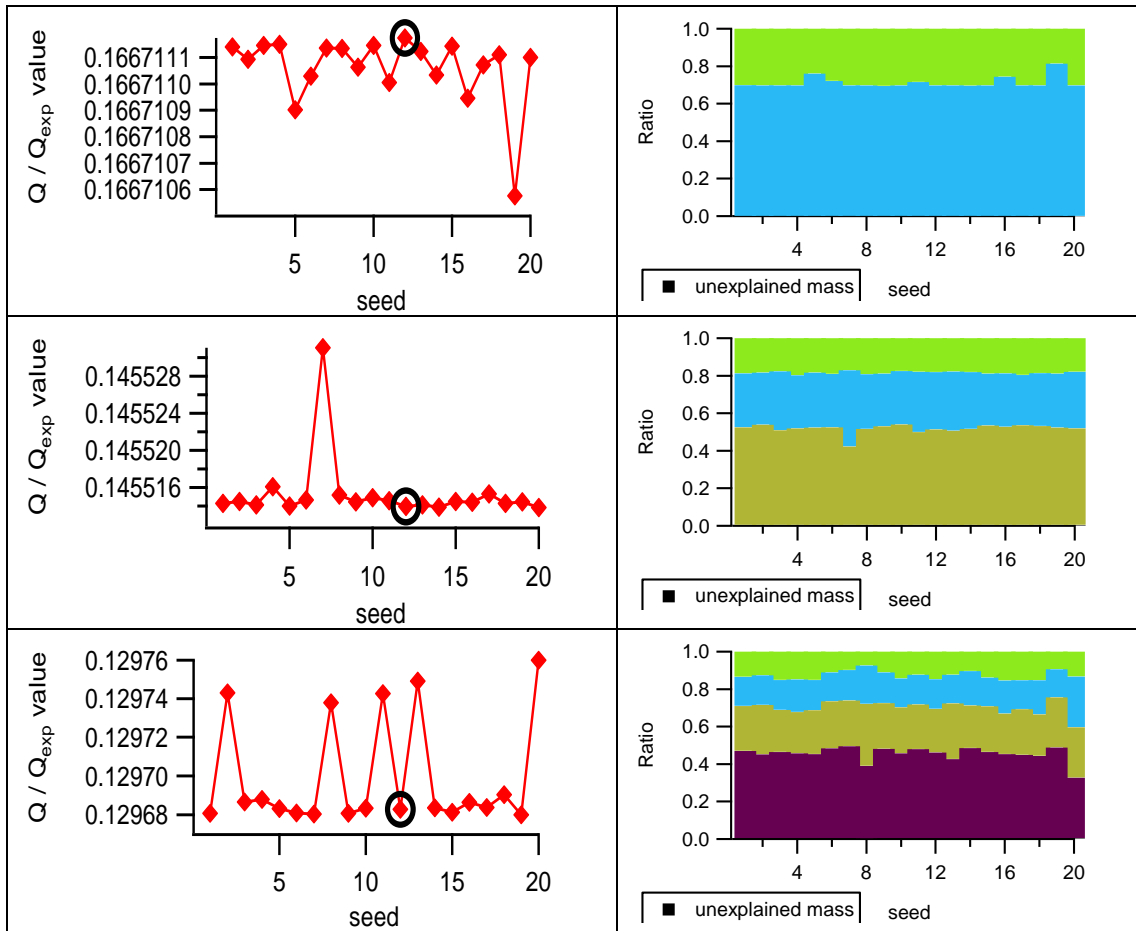 Q / Qexp value
0.1667111
0.1667110
0.1667109
0.1667108
0.1667107
0.1667106
5 10 15 20
seed
Ratio
1.0
0.8
0.6
0.4
0.2
0.0
4 8 12 16 20
unexplained mass seed
Q / Qexp value
0.145528
0.145524
0.145520
0.145516
5 10 15 20
seed
Ratio
1.0
0.8
0.6
0.4
0.2
0.0
4 8 12 16 20
unexplained mass seed
Q / Qexp value
0.12976
0.12974
0.12972
0.12970
0.12968
5 10 15 20
seed
Ratio
1.0
0.8
0.6
0.4
0.2
0.0
4 8 12 16 20
unexplained mass seed